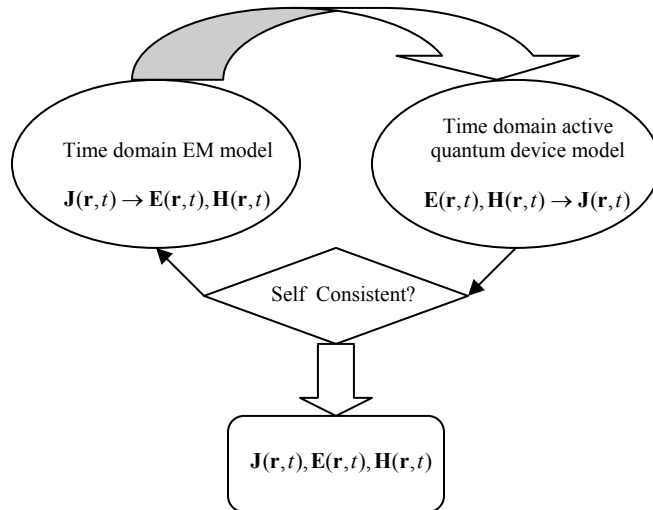 Time domain EM model
J(r,t) → E(r,t), H(r,t)
Time domain active
quantum device model
E(r,t), H(r,t) → J(r,t)
Self Consistent?
J(r,t), E(r,t), H(r,t)